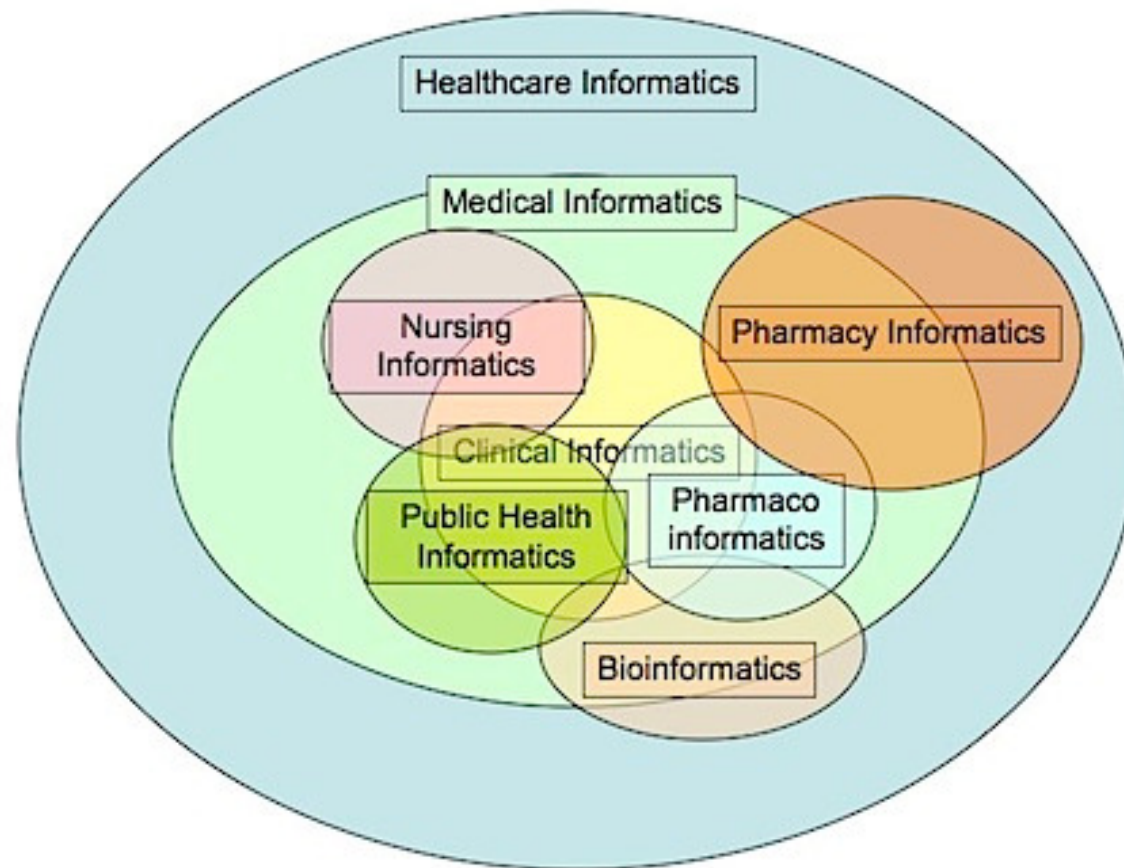 Healthcare Informatics
Medical Informatics
Nursing
Informatics
Pharmacy Informatics
Clinical Informatics
Public Health
Informatics
Pharmaco
informatics
Bioinformatics